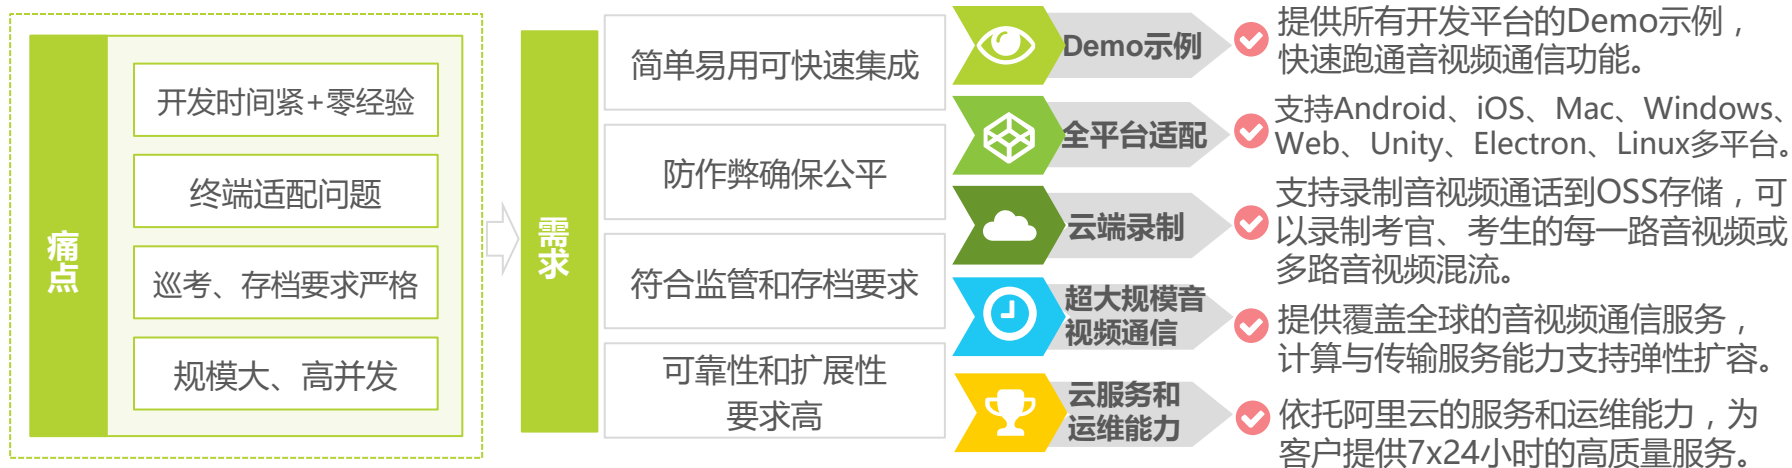 痛点
开发时间紧+零经验
终端适配问题
巡考、存档要求严格
规模大、高并发
需求
简单易用可快速集成
防作弊确保公平
符合监管和存档要求
可靠性和扩展性
要求高
Demo示例
提供所有开发平台的Demo示例，
快速跑通音视频通信功能。
全平台适配
支持Android、iOS、Mac、Windows、
Web、Unity、Electron、Linux多平台。
云端录制
支持录制音视频通话到OSS存储，可
以录制考官、考生的每一路音视频或
多路音视频混流。
超大规模音
视频通信
提供覆盖全球的音视频通信服务，
计算与传输服务能力支持弹性扩容。
云服务和
运维能力
依托阿里云的服务和运维能力，为
客户提供7x24小时的高质量服务。